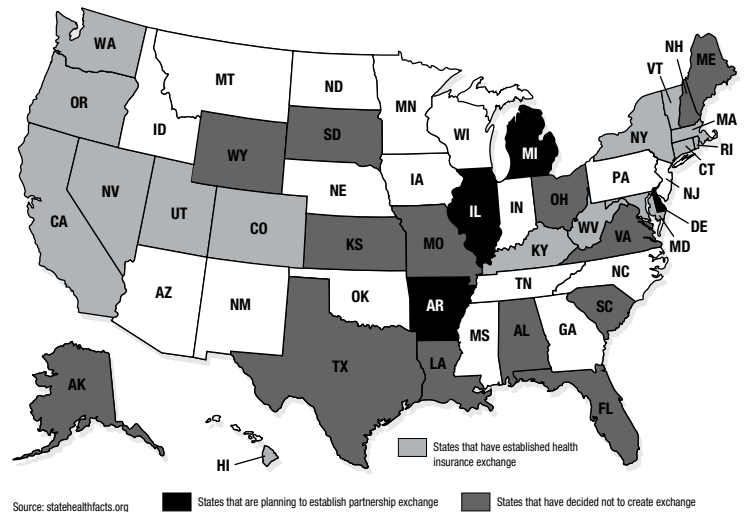 WA
MT
ND
MN
VT
NH
ME
OR
ID
SD
WI
MI
NY
MA
RI
CT
WY
NE
IA
PA
NJ
NV
UT
CO
IL
IN
OH
WV
VA
DE
MD
CA
KS
MO
KY
AZ
NM
OK
AR
TN
NC
SC
MS
AL
GA
TX
LA
AK
FL
HI
States that have established health
insurance exchange
Source: statehealthfacts.org
States that are planning to establish partnership exchange
States that have decided not to create exchange